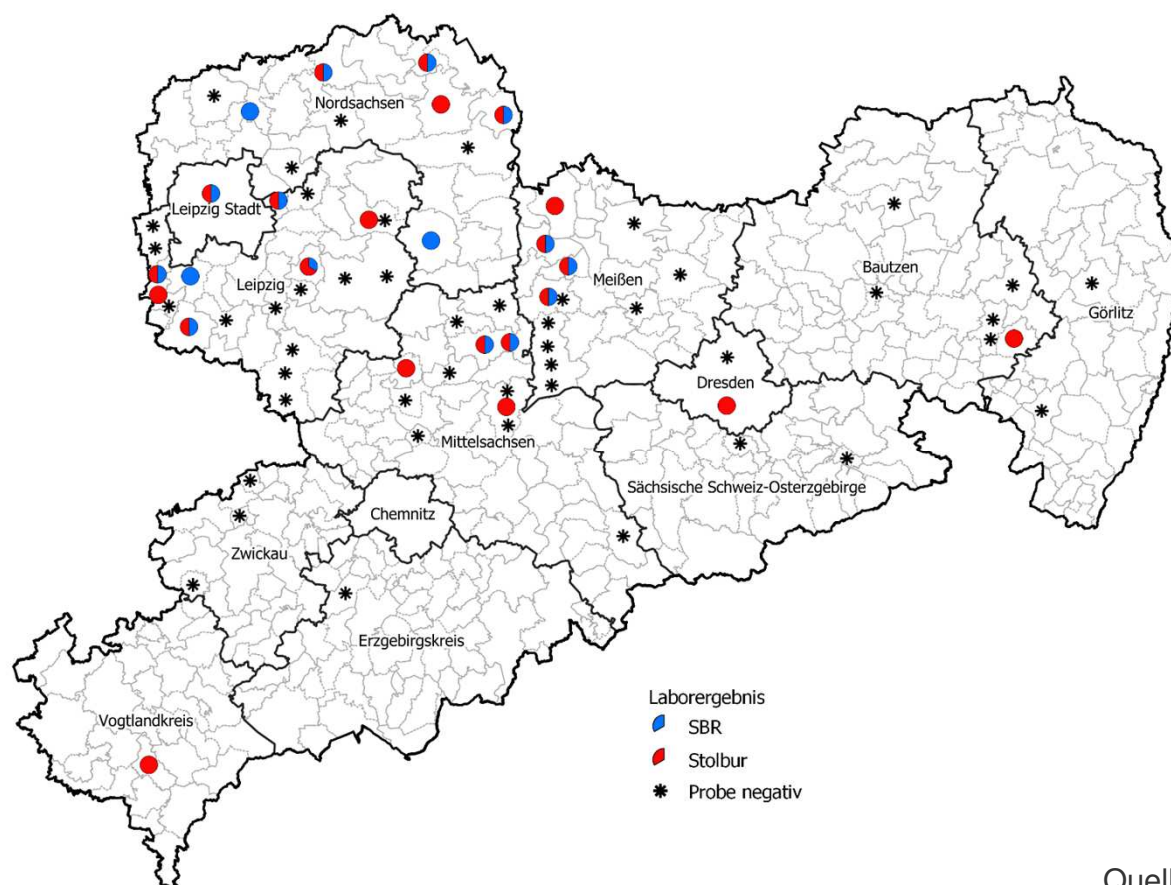 Nordsachsen
Leipzig Stadt
Leipzig
Meißen
Bautzen
Görlitz
Dresden
Mittelsachsen
Sächsische Schweiz-Osterzgebirge
Chemnitz
Zwickau
Erzgebirgskreis
Vogtlandkreis
Laborergebnis
SBR
Stolbur
Probe negativ